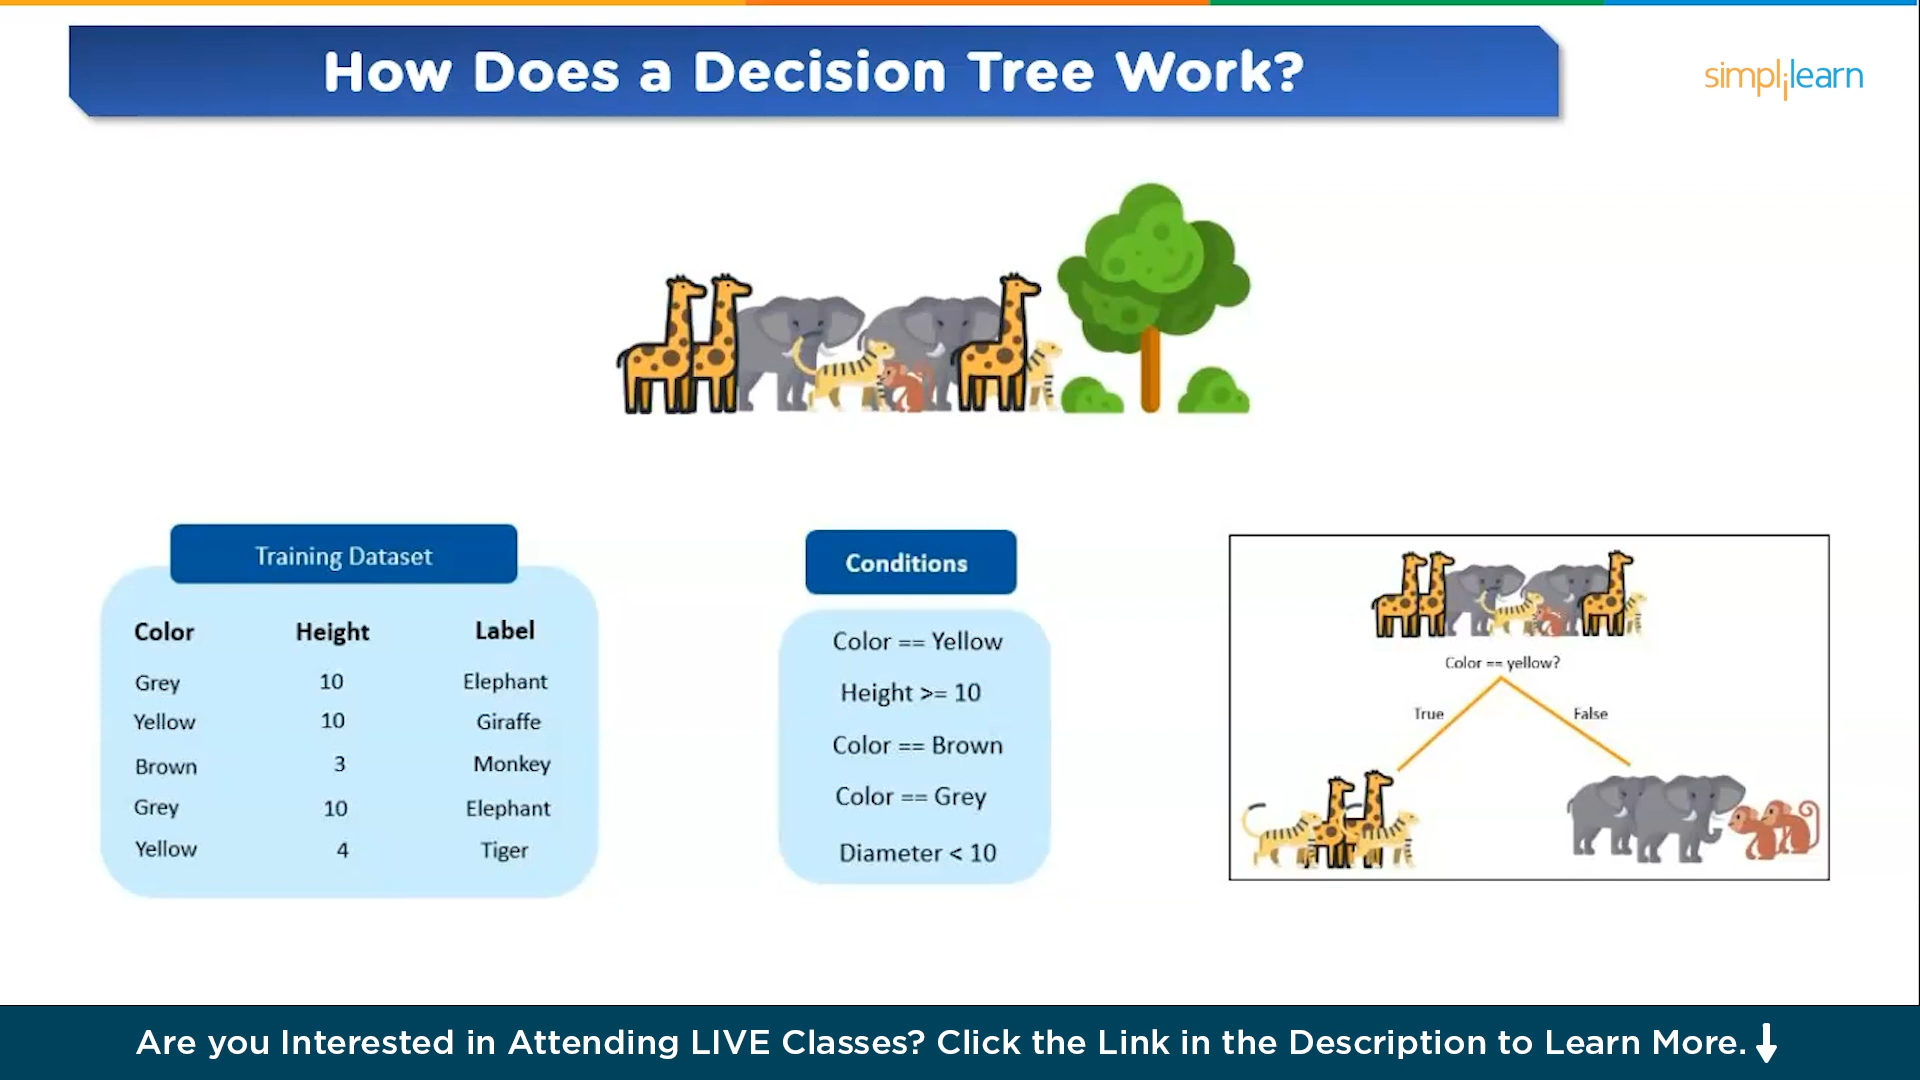 How Does a Decision Tree Work?
simplilearn
Training Dataset
Color Height Label
Grey 10 Elephant
Yellow 10 Giraffe
Brown 3 Monkey
Grey 10 Elephant
Yellow 4 Tiger
Conditions
Color == Yellow
Height >= 10
Color == Brown
Color == Grey
Diameter < 10
Color == yellow?
True False
Are you Interested in Attending LIVE Classes? Click the Link in the Description to Learn More.